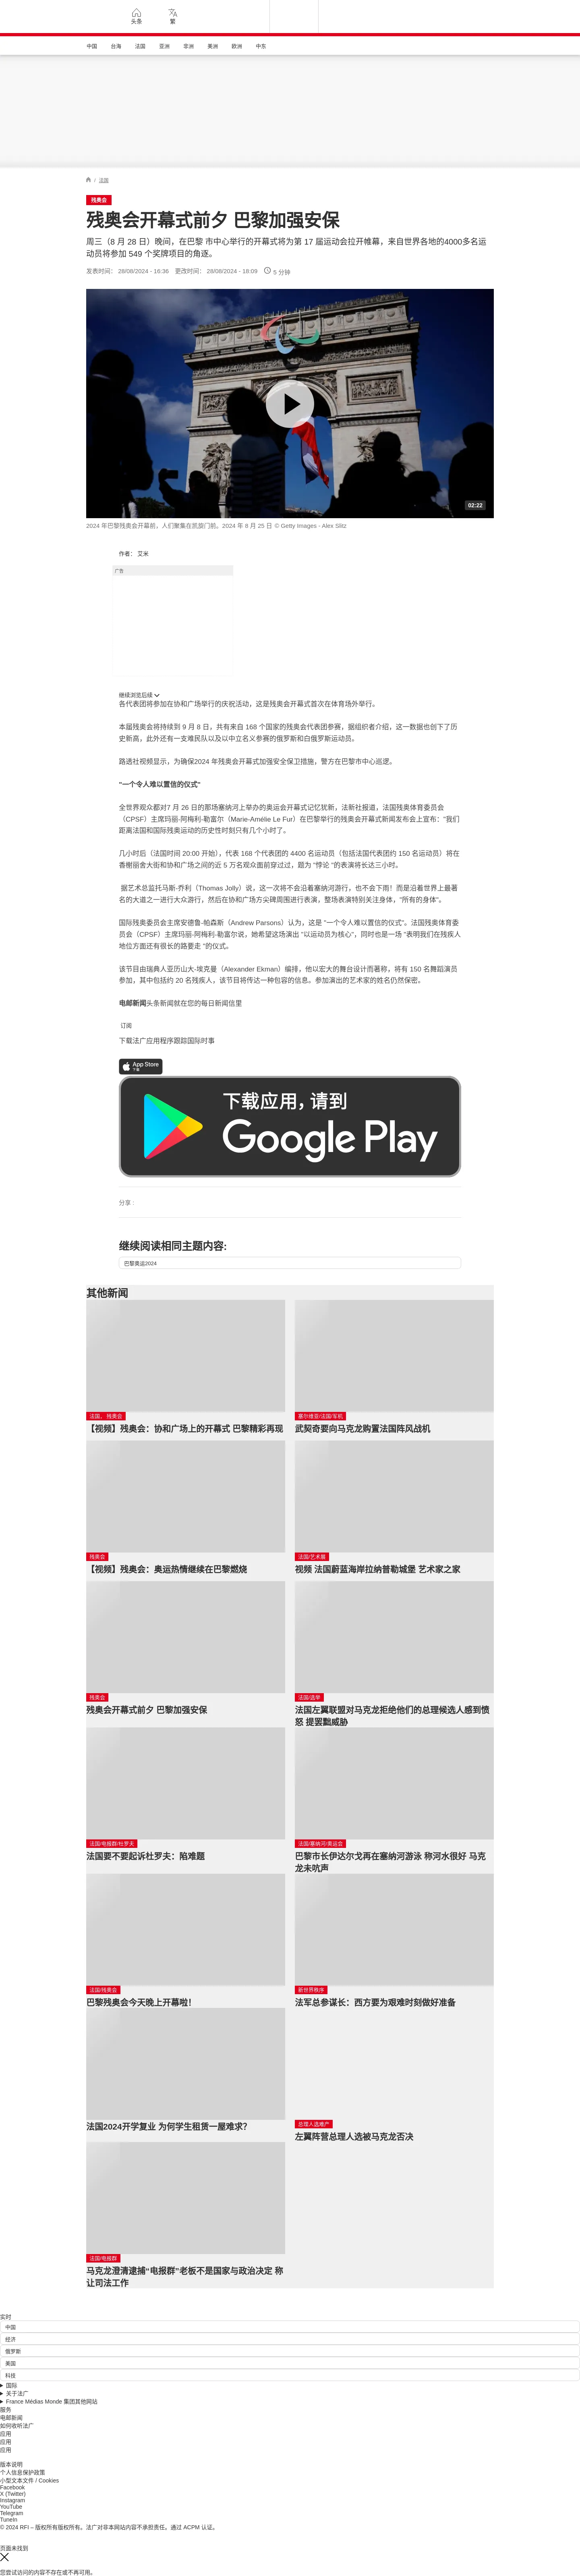 头条
繁
中国
台海
法国
亚洲
非洲
美洲
欧洲
中东
/ 法国
残奥会
残奥会开幕式前夕 巴黎加强安保
周三（8 月 28 日）晚间，在巴黎 市中心举行的开幕式将为第 17 届运动会拉开帷幕，来自世界各地的4000多名运
动员将参加 549 个奖牌项目的角逐。
发表时间： 28/08/2024 - 16:36 更改时间： 28/08/2024 - 18:09 5 分钟
02:22
2024 年巴黎残奥会开幕前，人们聚集在凯旋门前。2024 年 8 月 25 日 © Getty Images - Alex Slitz
作者： 艾米
广告
继续浏览后续
各代表团将参加在协和广场举行的庆祝活动，这是残奥会开幕式首次在体育场外举行。
本届残奥会将持续到 9 月 8 日，共有来自 168 个国家的残奥会代表团参赛，据组织者介绍，这一数据也创下了历
史新高，此外还有一支难民队以及以中立名义参赛的俄罗斯和白俄罗斯运动员。
路透社视频显示，为确保2024 年残奥会开幕式加强安全保卫措施，警方在巴黎市中心巡逻。
"一个令人难以置信的仪式"
全世界观众都对7 月 26 日的那场塞纳河上举办的奥运会开幕式记忆犹新，法新社报道，法国残奥体育委员会
（CPSF）主席玛丽-阿梅利-勒富尔（Marie-Amélie Le Fur）在巴黎举行的残奥会开幕式新闻发布会上宣布："我们
距离法国和国际残奥运动的历史性时刻只有几个小时了。
几小时后（法国时间 20:00 开始），代表 168 个代表团的 4400 名运动员（包括法国代表团约 150 名运动员）将在
香榭丽舍大街和协和广场之间的近 5 万名观众面前穿过过，题为 "悖论 "的表演将长达三小时。
据艺术总监托马斯-乔利（Thomas Jolly）说，这一次将不会沿着塞纳河游行，也不会下雨！而是沿着世界上最著
名的大道之一进行大众游行，然后在协和广场方尖碑周围进行表演，整场表演特别关注身体，"所有的身体"。
国际残奥委员会主席安德鲁-帕森斯（Andrew Parsons）认为，这是 "一个令人难以置信的仪式"。法国残奥体育委
员会（CPSF）主席玛丽-阿梅利-勒富尔说，她希望这场演出 "以运动员为核心"，同时也是一场 "表明我们在残疾人
地位方面还有很长的路要走 "的仪式。
该节目由瑞典人亚历山大-埃克曼（Alexander Ekman）编排，他以宏大的舞台设计而著称，将有 150 名舞蹈演员
参加，其中包括约 20 名残疾人，该节目将传达一种包容的信息。参加演出的艺术家的姓名仍然保密。
电邮新闻头条新闻就在您的每日新闻信里
订阅
下载法广应用程序跟踪国际时事
App Store
下载
下载应用，请到
Google Play
分享 :
继续阅读相同主题内容:
巴黎奥运2024
其他新闻
法国， 残奥会
【视频】残奥会：协和广场上的开幕式 巴黎精彩再现
塞尔维亚/法国/军机
武契奇要向马克龙购置法国阵风战机
残奥会
【视频】残奥会：奥运热情继续在巴黎燃烧
法国/艺术展
视频 法国蔚蓝海岸拉纳普勒城堡 艺术家之家
残奥会
残奥会开幕式前夕 巴黎加强安保
法国/选举
法国左翼联盟对马克龙拒绝他们的总理候选人感到愤
怒 提罢黜威胁
法国/电报群/杜罗夫
法国要不要起诉杜罗夫：陷难题
法国/塞纳河/奥运会
巴黎市长伊达尔戈再在塞纳河游泳 称河水很好 马克
龙未吭声
法国/残奥会
巴黎残奥会今天晚上开幕啦!
新世界秩序
法军总参谋长：西方要为艰难时刻做好准备
法国2024开学复业 为何学生租赁一屋难求?
总理人选难产
左翼阵营总理人选被马克龙否决
法国/电报群
马克龙澄清逮捕“电报群”老板不是国家与政治决定 称
让司法工作
实时
中国
经济
俄罗斯
美国
科技
国际
关于法广
France Médias Monde 集团其他网站
服务
电邮新闻
如何收听法广
应用
应用
应用
版本说明
个人信息保护政策
小型文本文件 / Cookies
Facebook
X (Twitter)
Instagram
YouTube
Telegram
TuneIn
© 2024 RFI – 版权所有版权所有。法广对非本网站内容不承担责任。通过 ACPM 认证。
页面未找到
您尝试访问的内容不存在或不再可用。